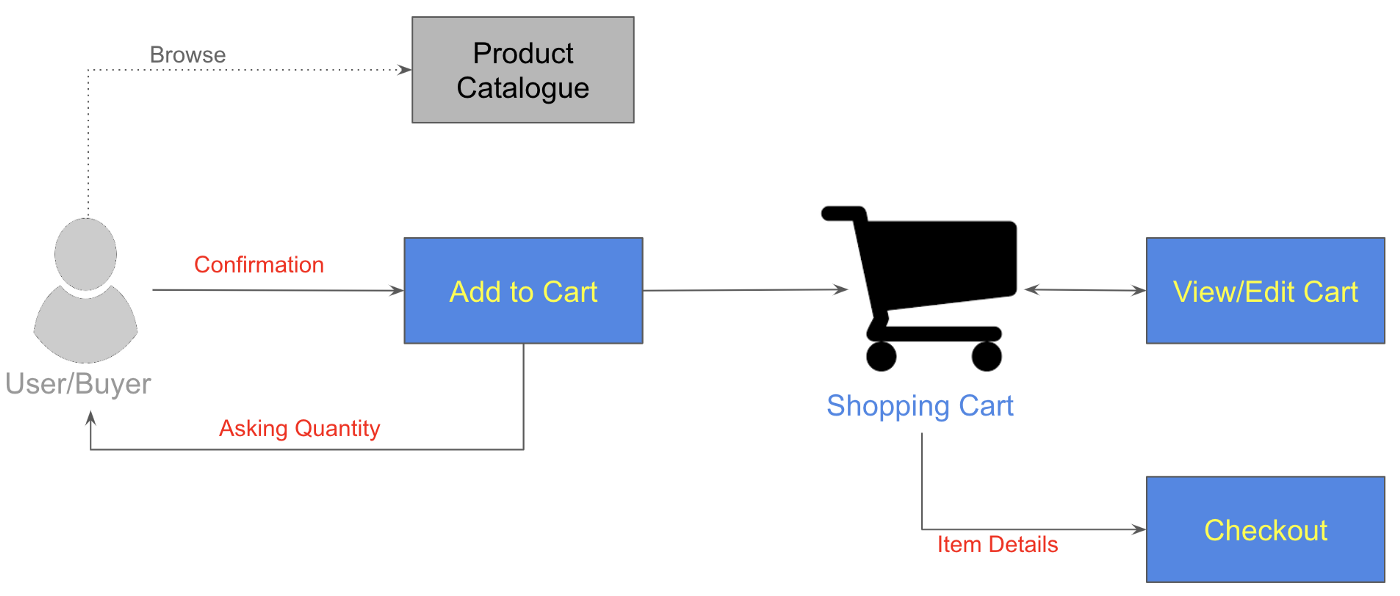 Browse
Product
Catalogue
Confirmation
Add to Cart
View/Edit Cart
User/Buyer
Asking Quantity
Shopping Cart
Checkout
Item Details